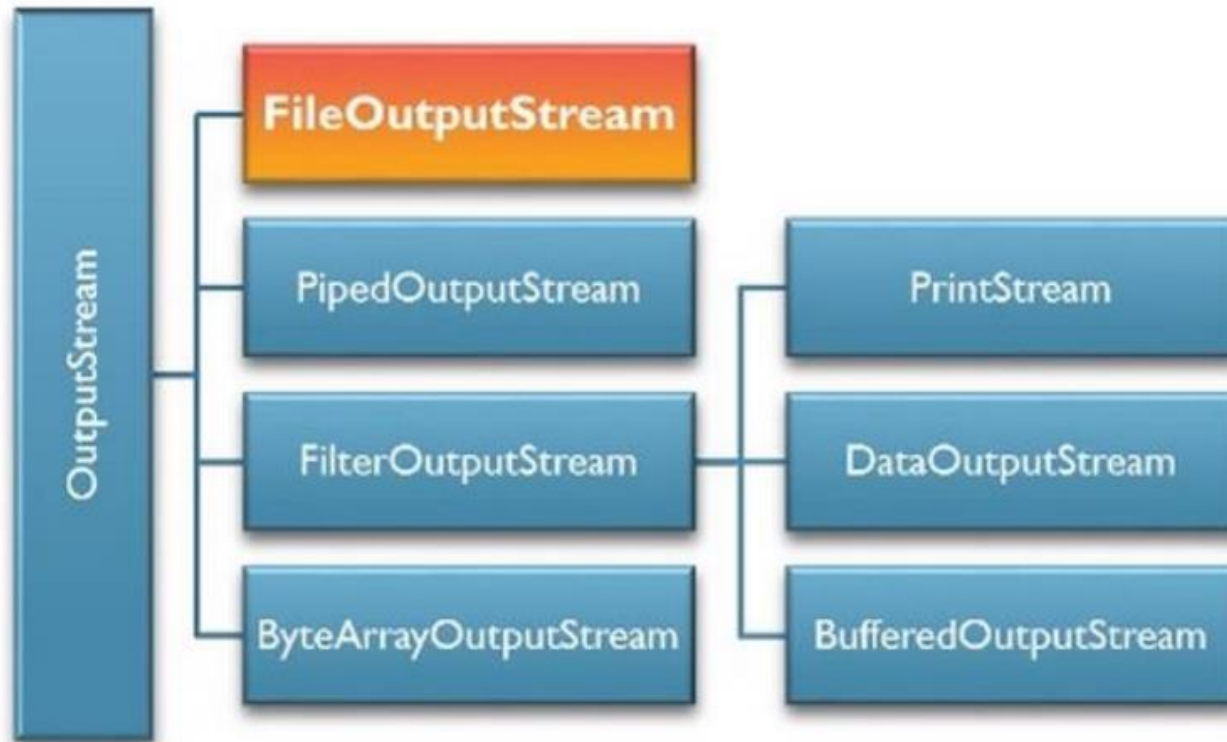 OutputStream
FileOutputStream
PipedOutputStream
PrintStream
FilterOutputStream
DataOutputStream
ByteArrayOutputStream
BufferedOutputStream